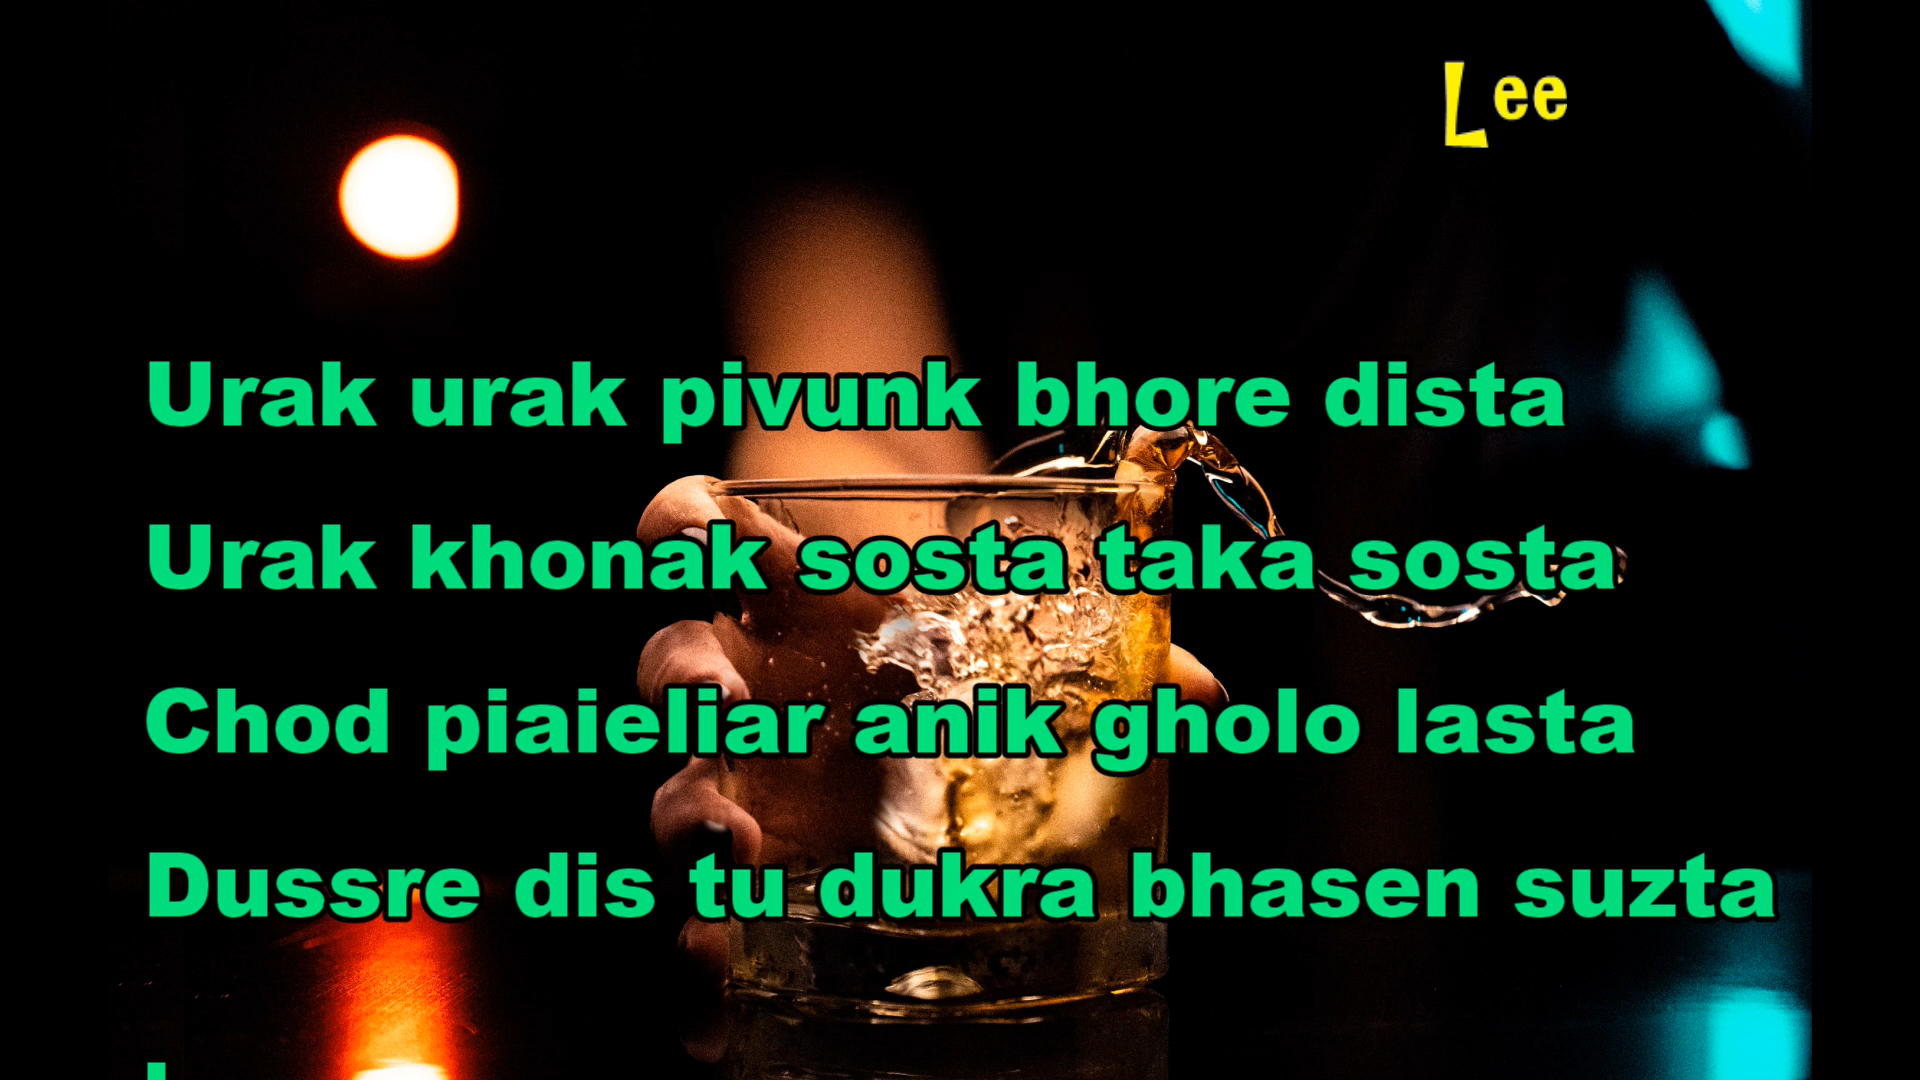 Lee
Urak urak pivunk bhore dista
Urak khonak sosta taka sosta
Chod piaieliar anik gholo lasta
Dussre dis tu dukra bhasen suzta